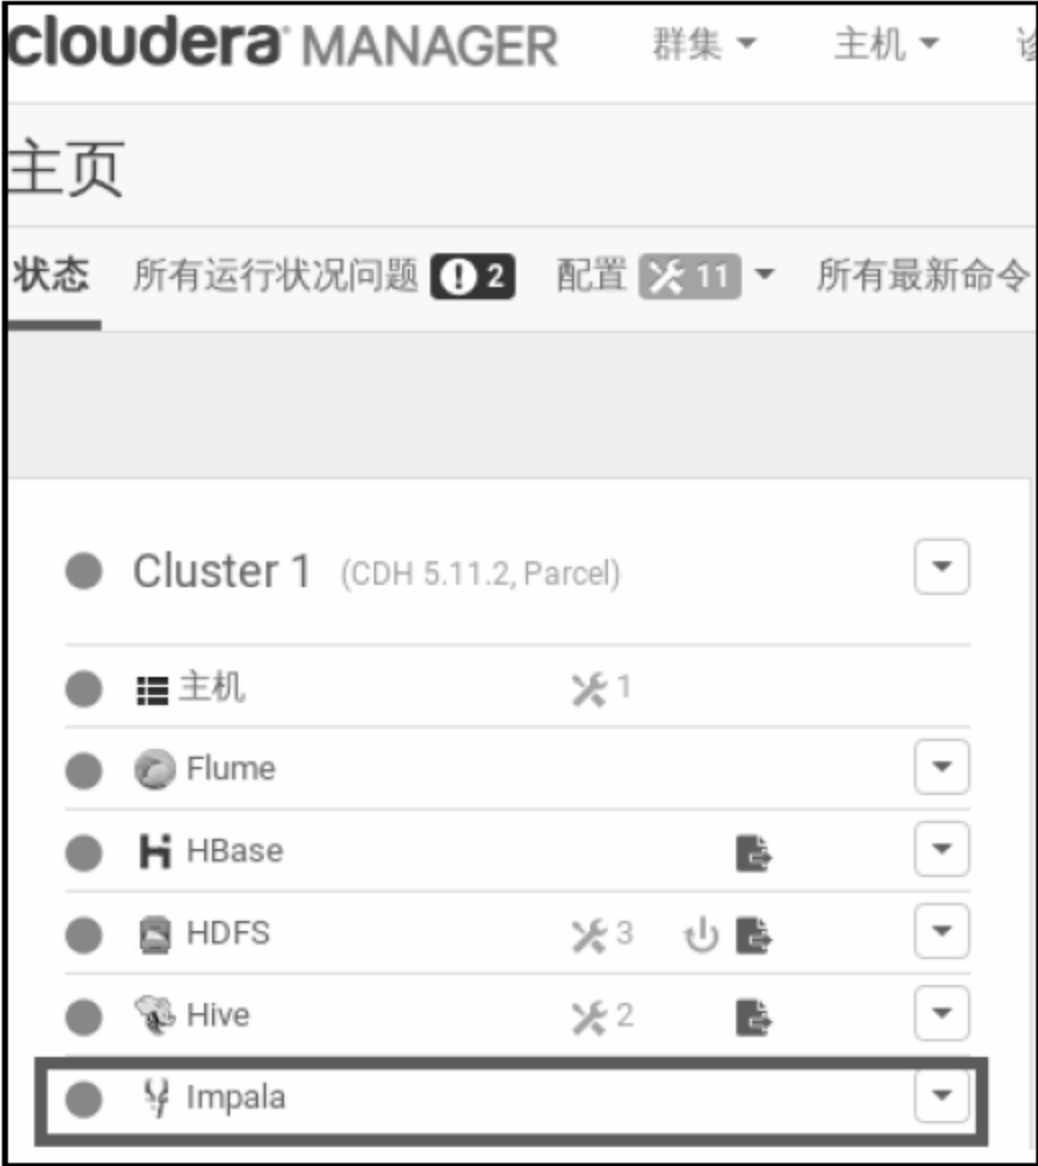 cloudera MANAGER 群集 主机
主页
状态 所有运行状况问题 2 配置 11 所有最新命令
Cluster 1 (CDH 5.11.2, Parcel)
主机 1
Flume
HBase
HDFS 3
Hive 2
Impala